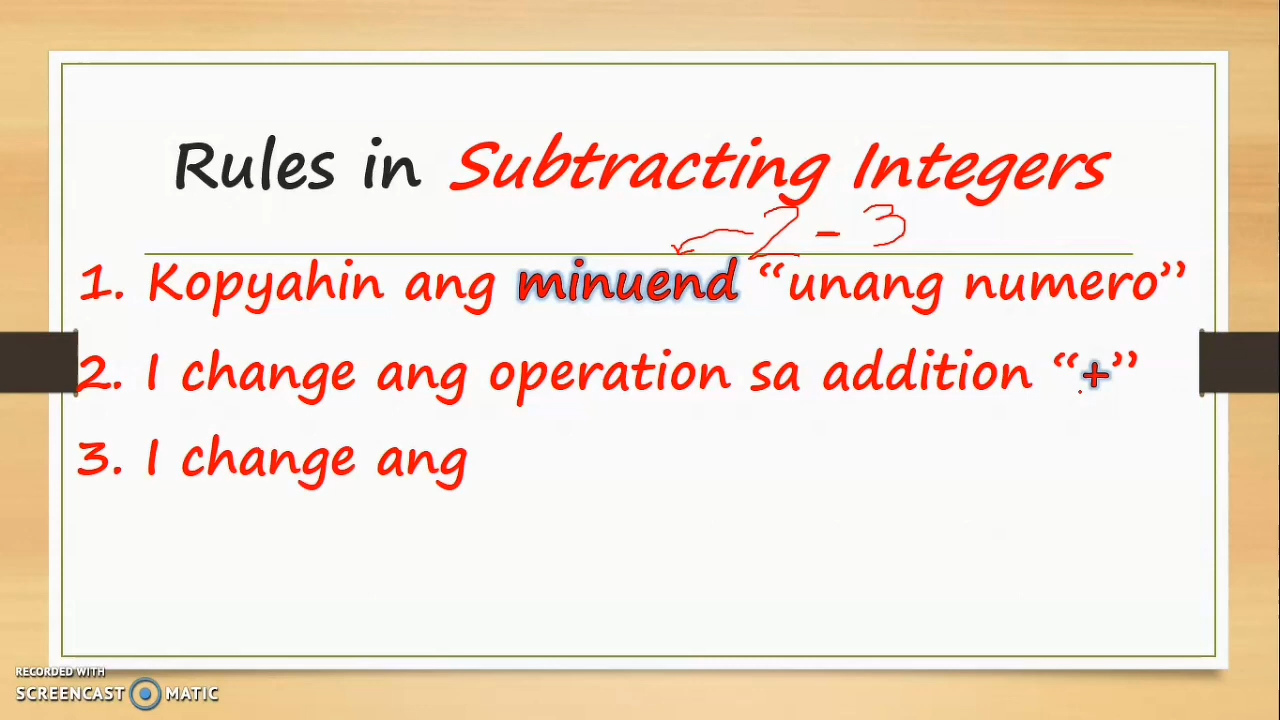 Rules in Subtracting Integers
2 - 3
1. Kopyahin ang minuend “unang numero”
2. I change ang operation sa addition “+”
3. I change ang
RECORDED WITH
SCREENCAST MATIC